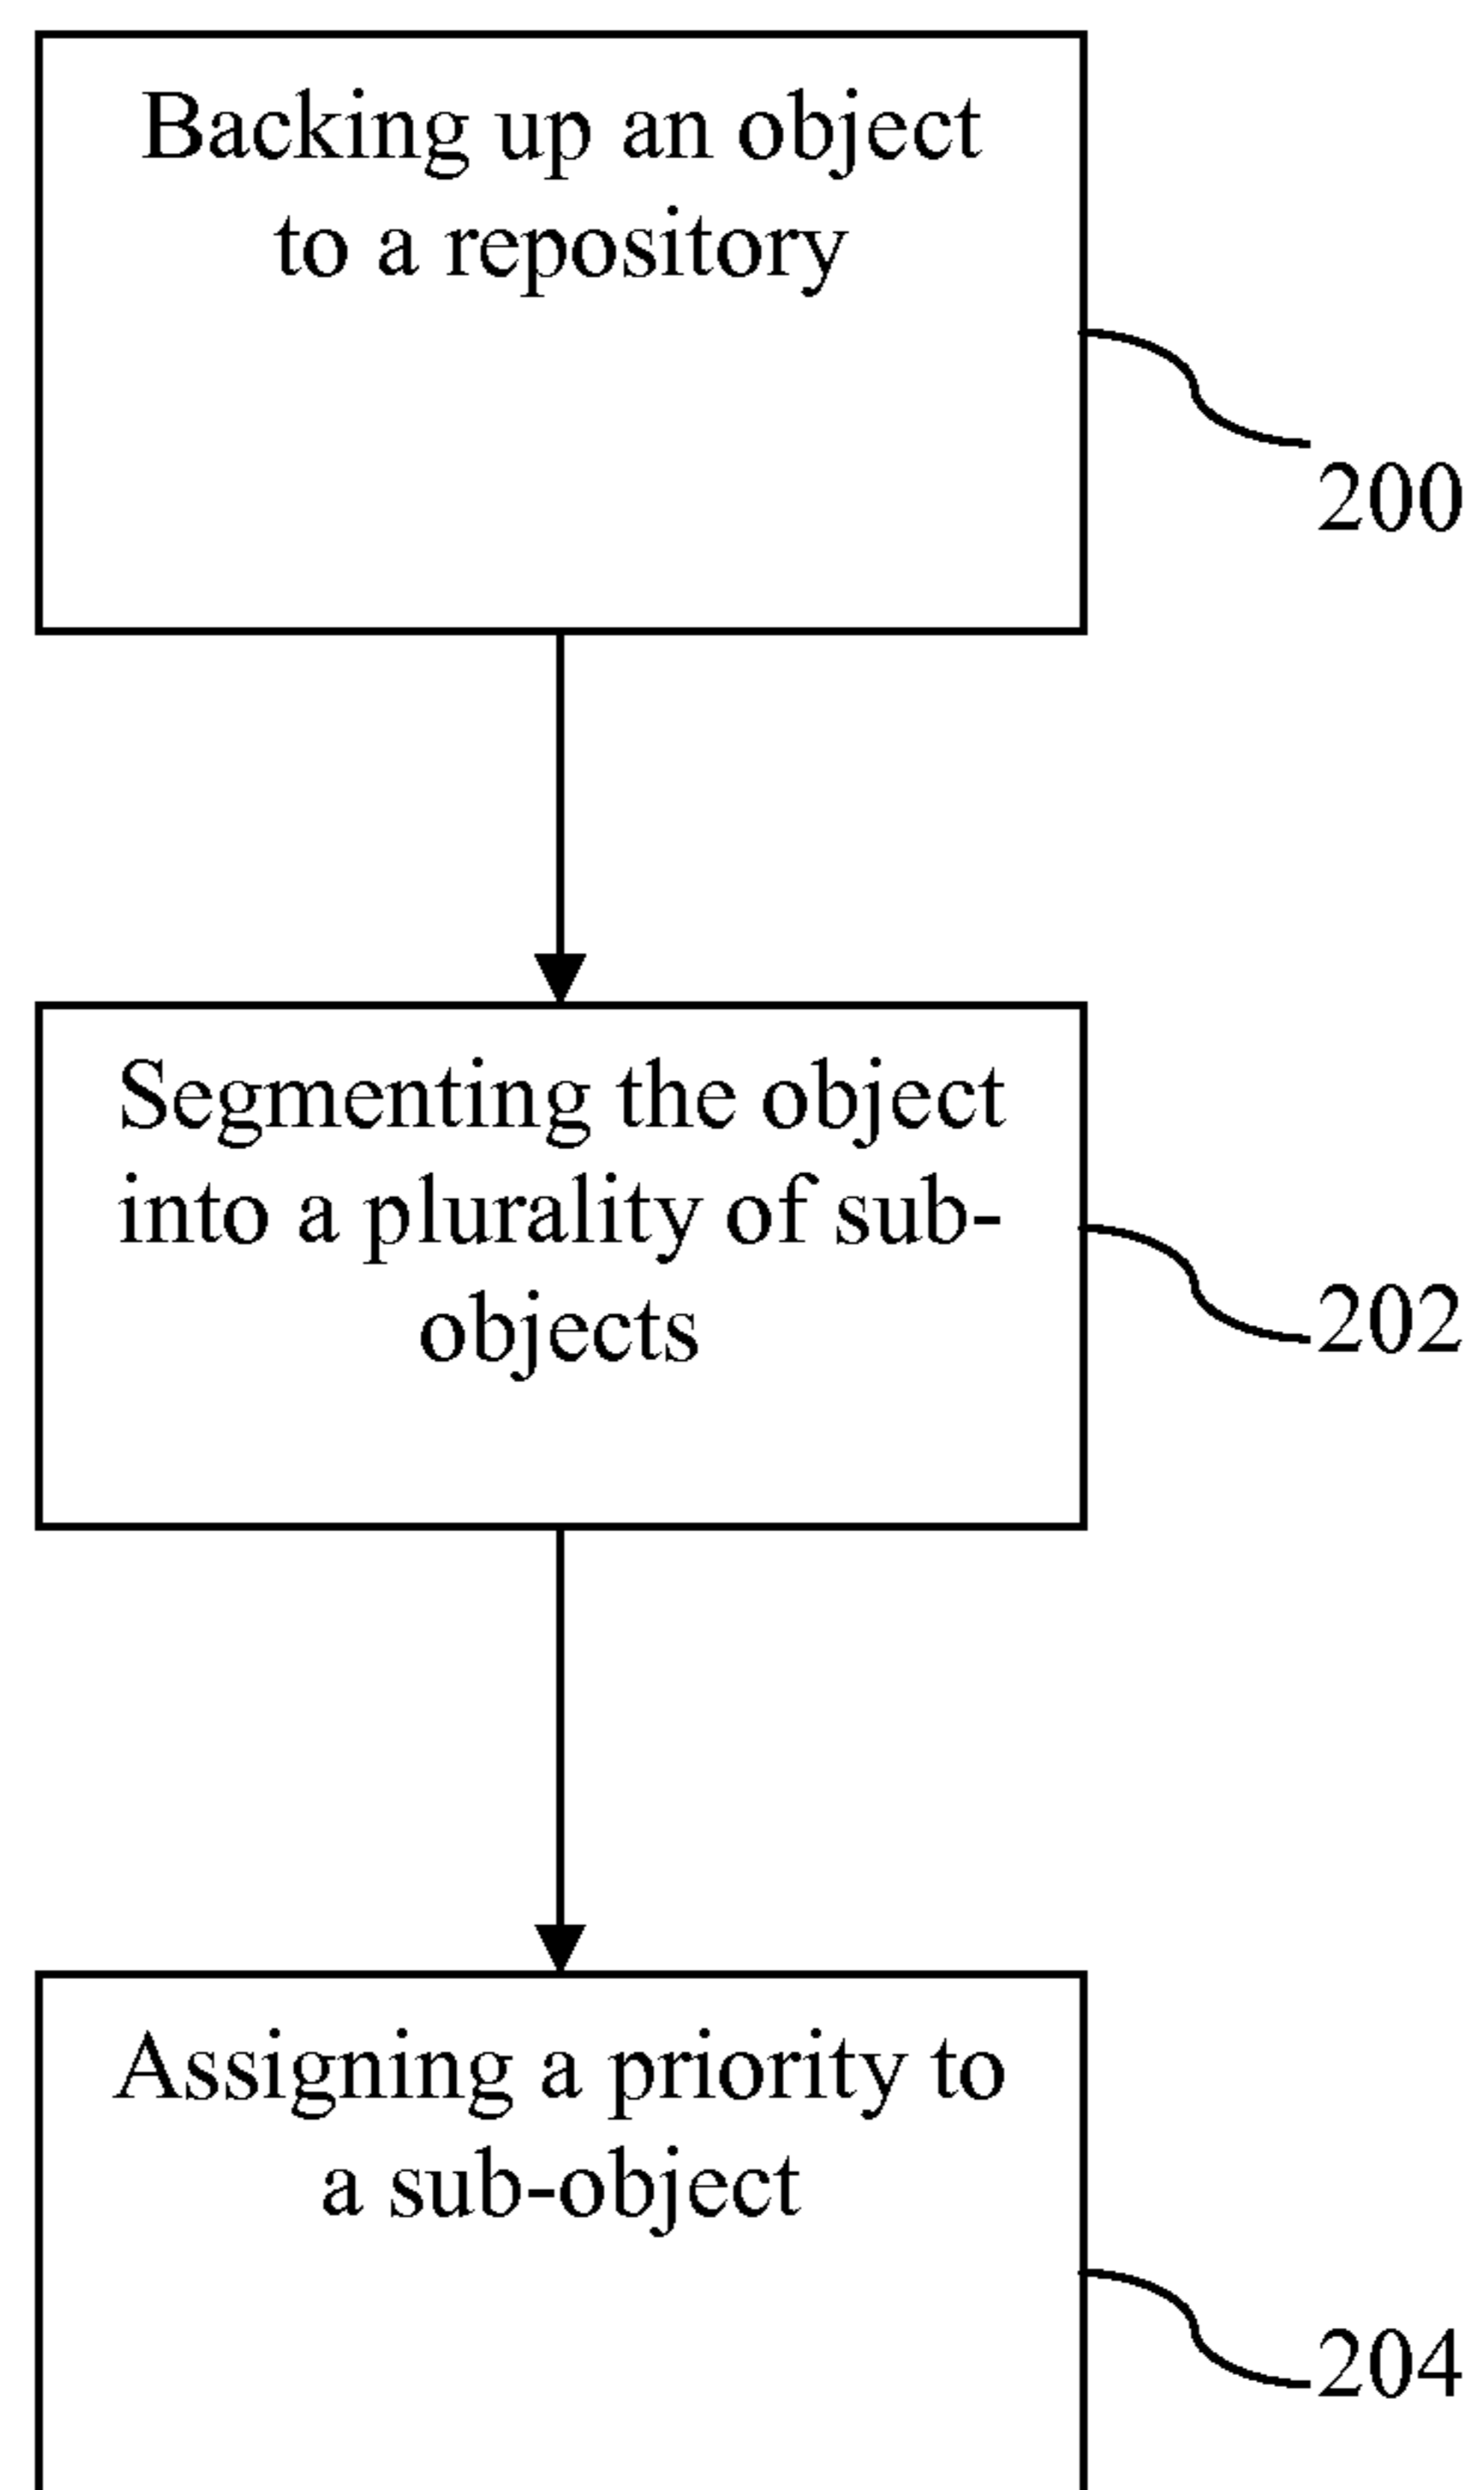 Backing up an object
to a repository
200
Segmenting the object
into a plurality of sub-
objects
202
Assigning a priority to
a sub-object
204